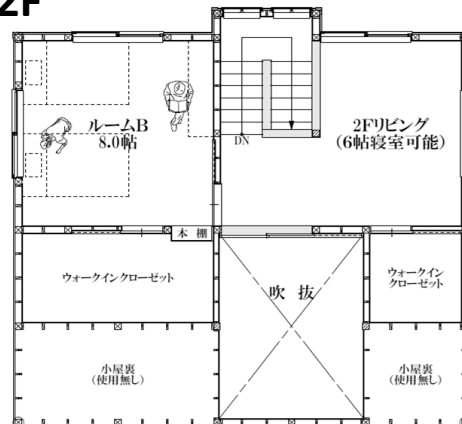 2F
ルームB
8.0帖
DN
2Fリビング
(6帖寝室可能)
本 棚
ウォークインクローゼット
吹 抜
ウォークイン
クローゼット
小屋裏
(使用無し)
小屋裏
(使用無し)